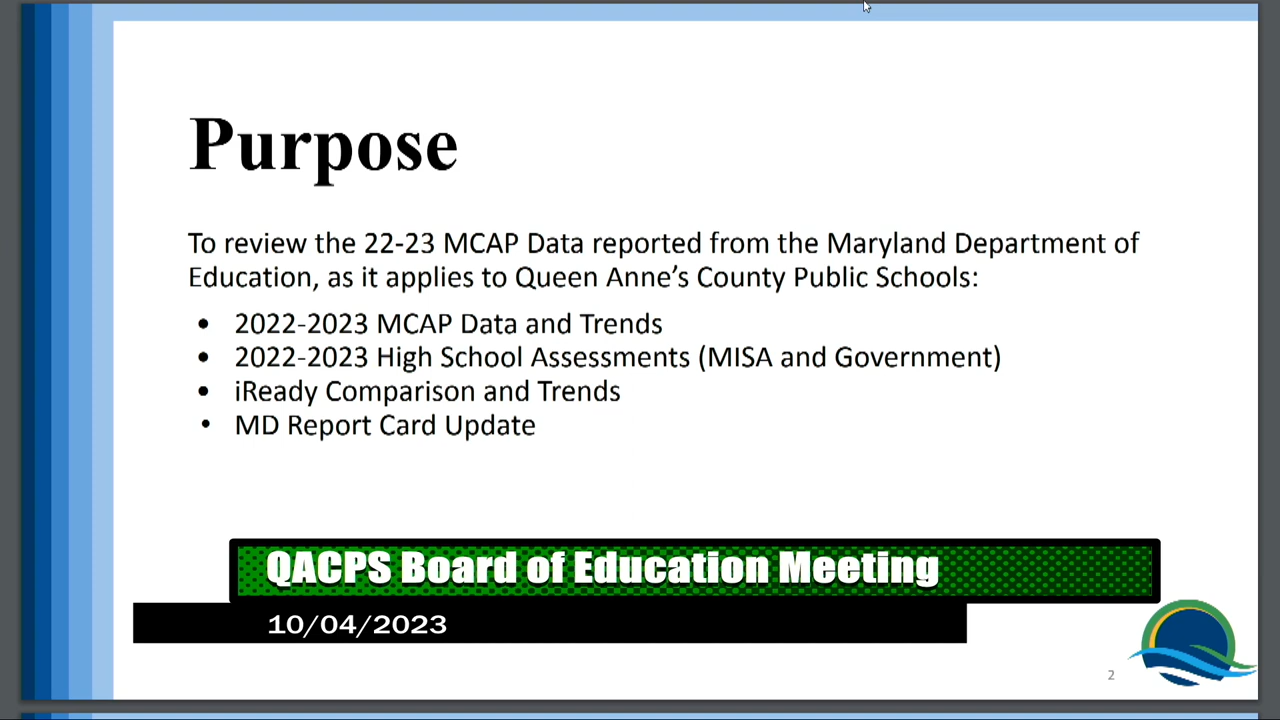 Purpose
To review the 22-23 MCAP Data reported from the Maryland Department of
Education, as it applies to Queen Anne’s County Public Schools:
• 2022-2023 MCAP Data and Trends
• 2022-2023 High School Assessments (MISA and Government)
• iReady Comparison and Trends
• MD Report Card Update
QACPS Board of Education Meeting
10/04/2023
2